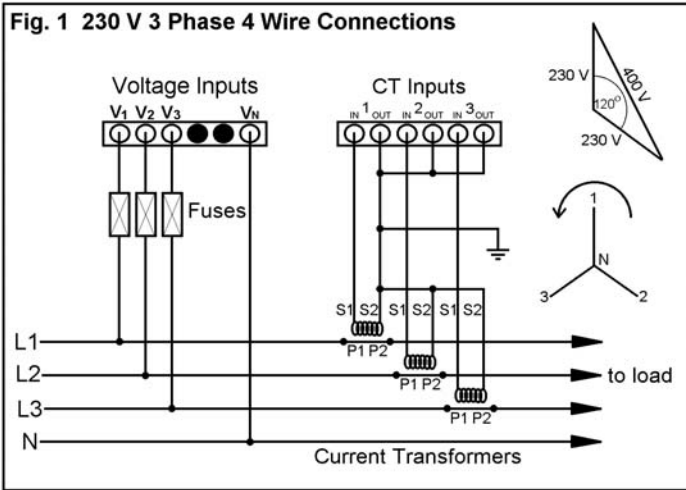 Fig. 1 230 V 3 Phase 4 Wire Connections
Voltage Inputs
V1 V2 V3 VN
Fuses
CT Inputs
IN 1 OUT IN 2 OUT IN 3 OUT
230 V
400 V
120°
230 V
1
N
3 2
S1 S2 S1 S2 S1 S2
L1
P1 P2
L2
P1 P2
to load
L3
P1 P2
N
Current Transformers